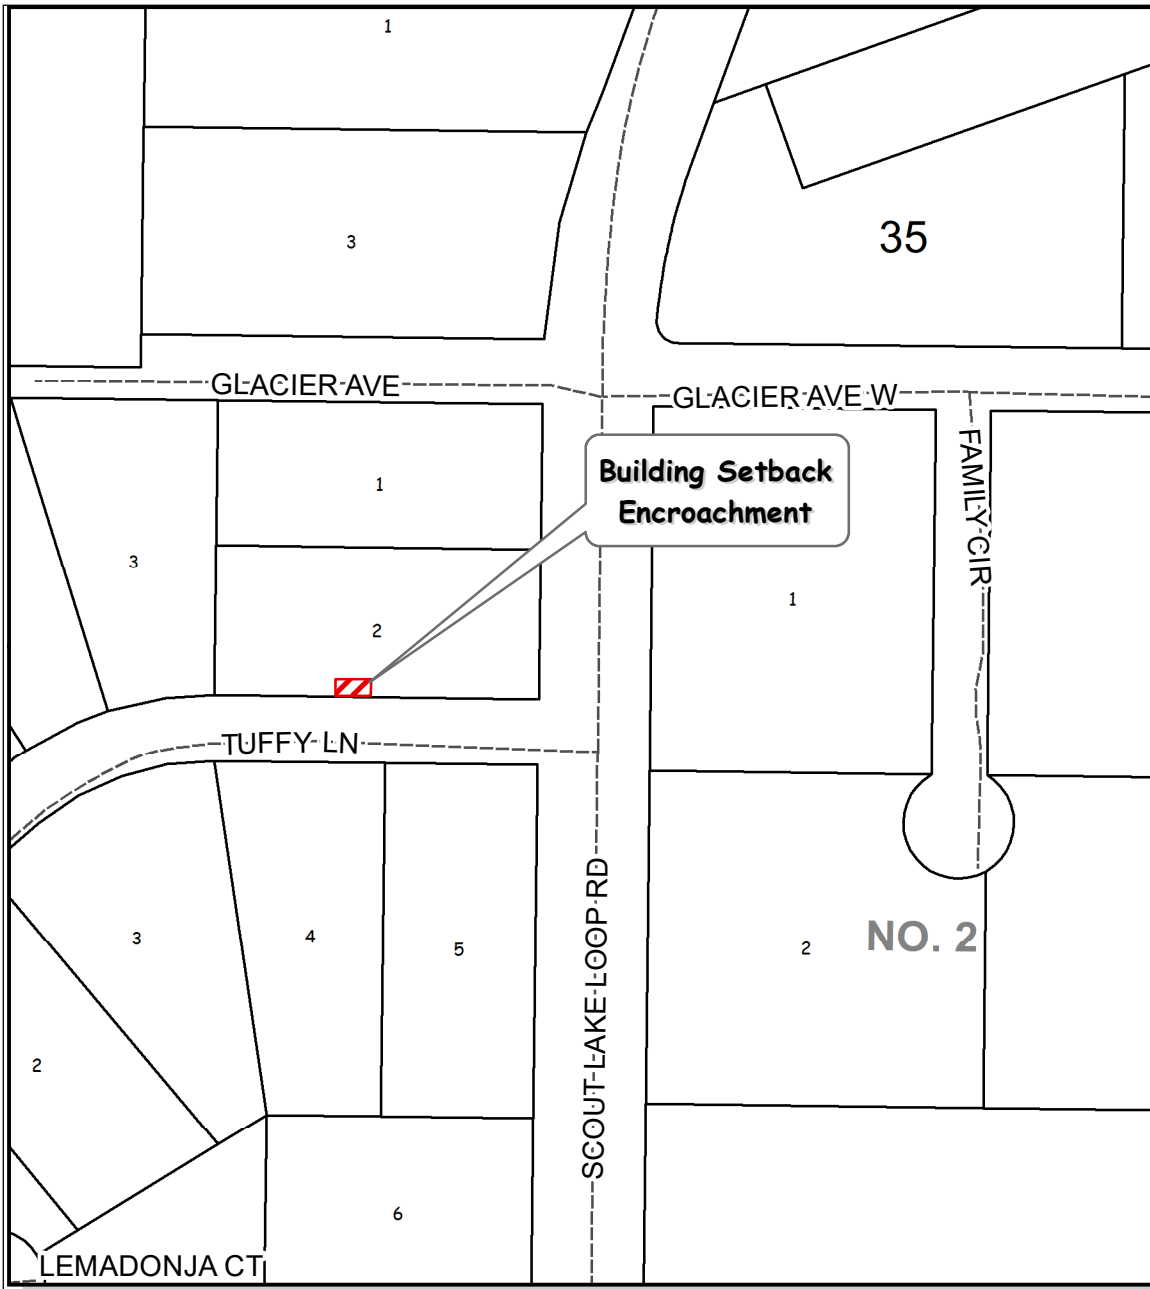 1
3
35
GLACIER AVE
GLACIER AVE W
FAMILY CIR
Building Setback
Encroachment
1
3
2
1
TUFFY LN
SCOUT LAKE LOOP RD
3
4
5
2
NO. 2
2
6
LEMADONJA CT